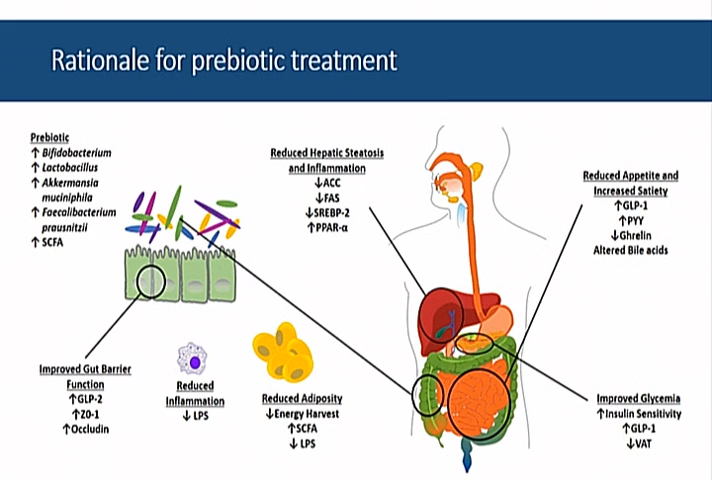 Rationale for prebiotic treatment
Prebiotic
↑ Bifidobacterium
↑ Lactobacillus
↑ Akkermansia
muciniphila
↑ Faecalibacterium
prausnitzii
↑ SCFA
Reduced Hepatic Steatosis
and Inflammation
↓ACC
↓FAS
↓SREBP-2
↑PPAR-α
Reduced Appetite and
Increased Satiety
↑GLP-1
↑PYY
↓Ghrelin
Altered Bile acids
Improved Gut Barrier
Function
↑GLP-2
↑ZO-1
↑Occludin
Reduced
Inflammation
↓ LPS
Reduced Adiposity
↓Energy Harvest
↑SCFA
↓ LPS
Improved Glycemia
↑Insulin Sensitivity
↑GLP-1
↓VAT